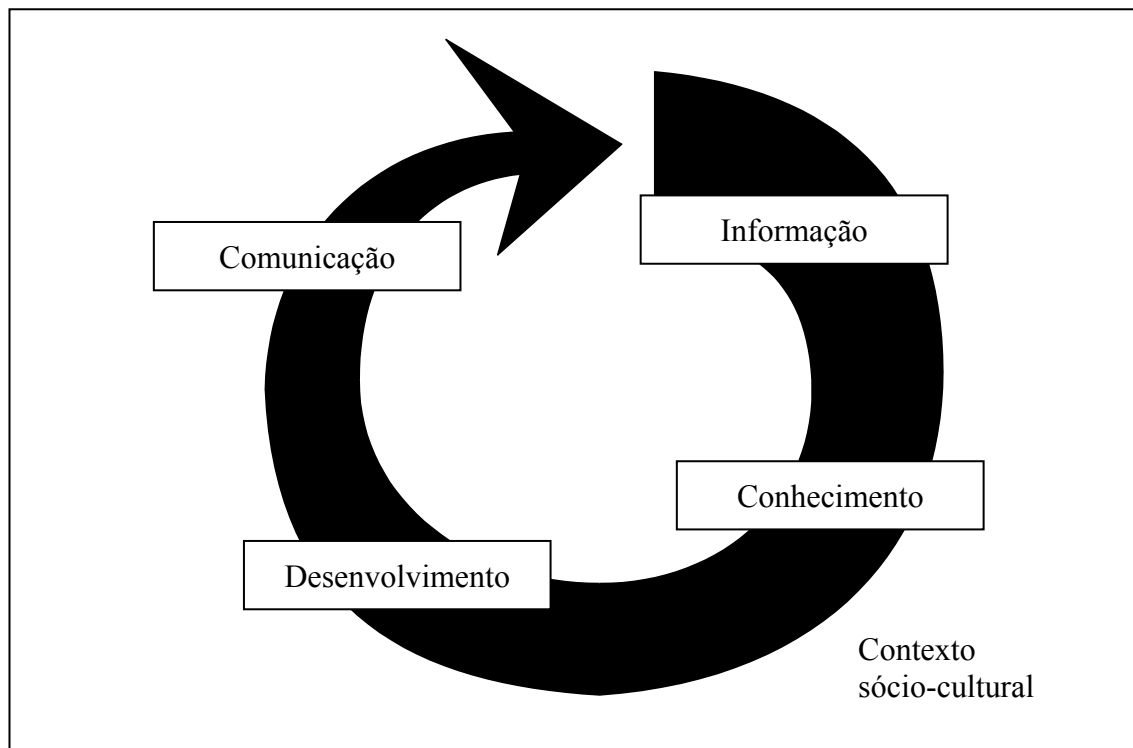 Comunicação
Informação
Conhecimento
Desenvolvimento
Contexto
sócio-cultural